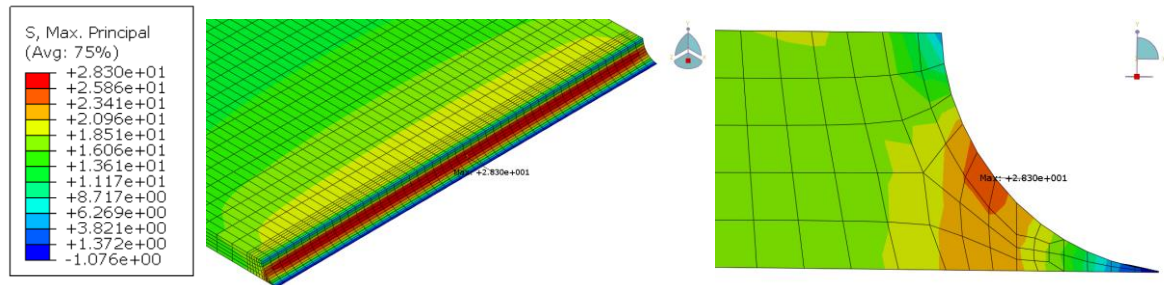 S, Max. Principal
(Avg: 75%)
+2.830e+01
+2.586e+01
+2.341e+01
+2.096e+01
+1.851e+01
+1.606e+01
+1.361e+01
+1.117e+01
+8.717e+00
+6.269e+00
+3.821e+00
+1.372e+00
-1.076e+00
Max: +2.830e+001
Max: +2.830e+001